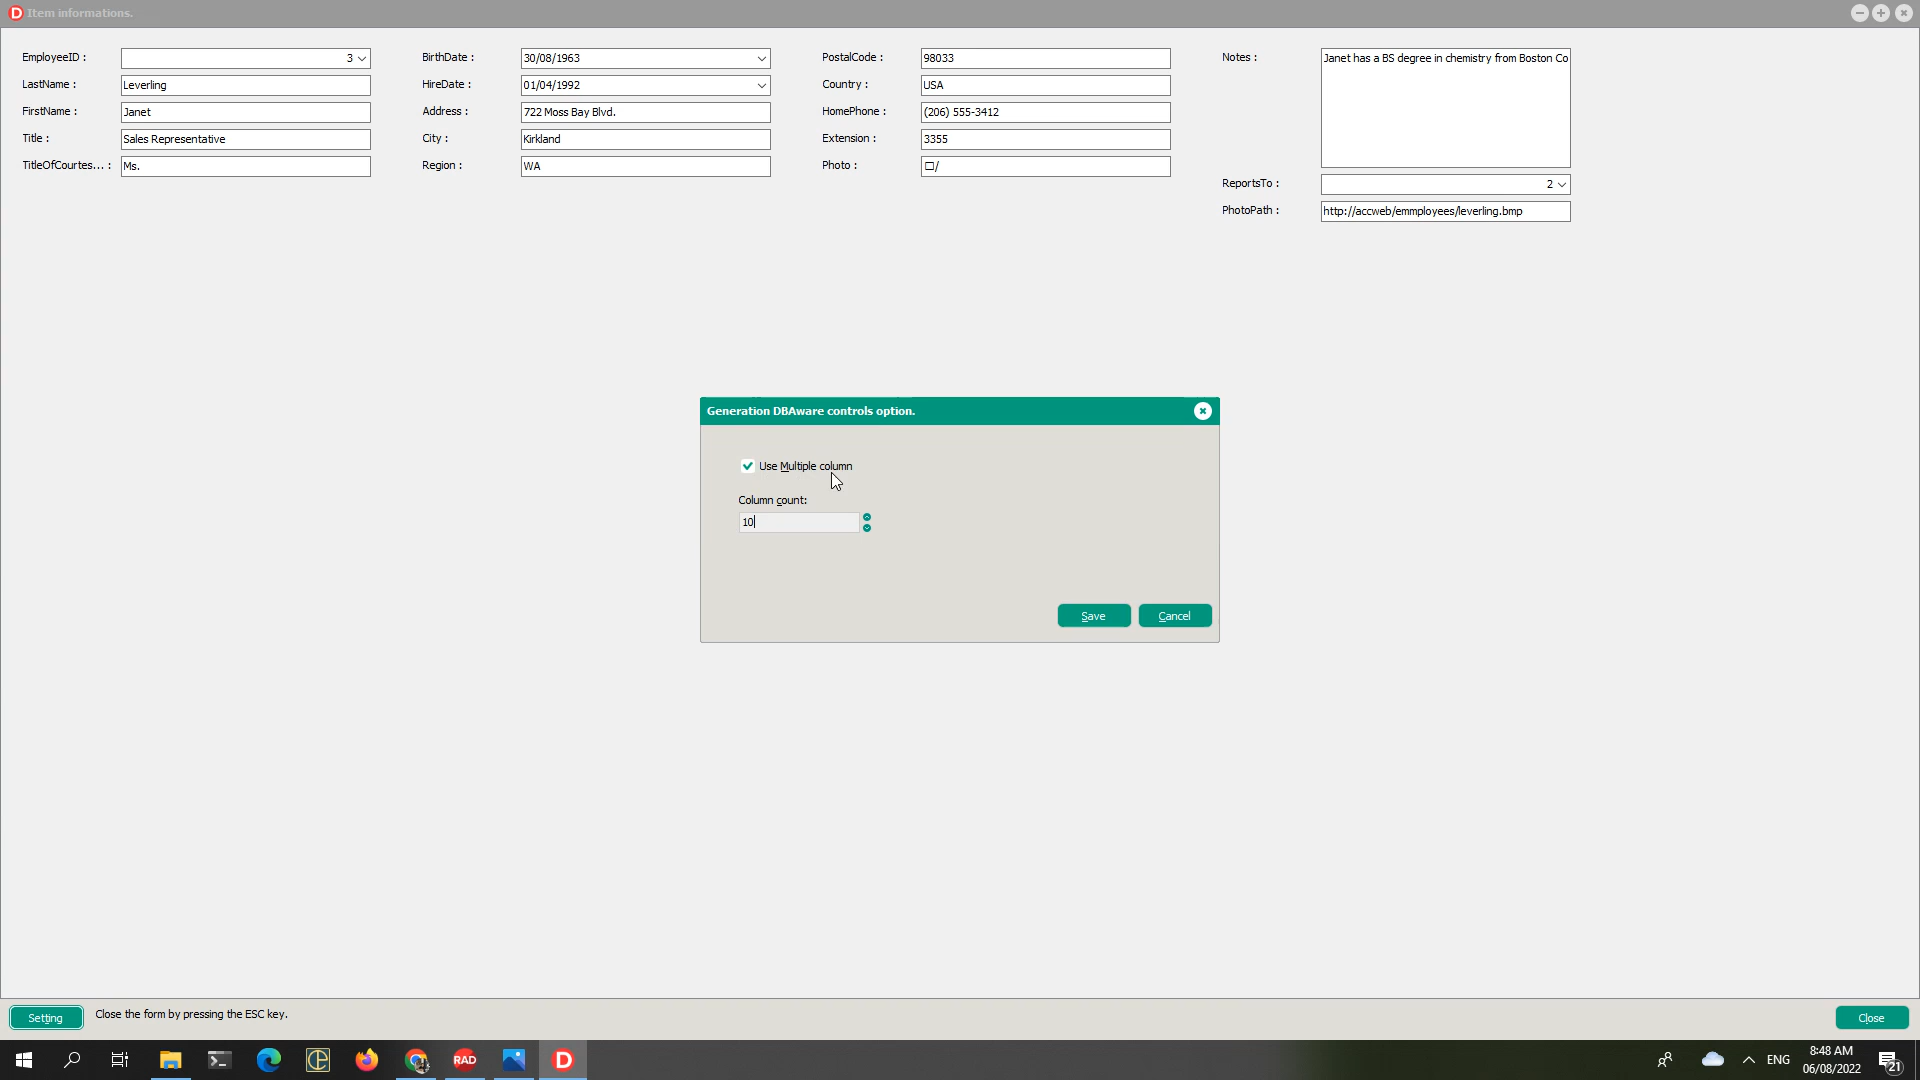 D Item informations.
EmployeeID : 3
LastName : Leverling
FirstName : Janet
Title : Sales Representative
TitleOfCourtes... : Ms.
BirthDate : 30/08/1963
HireDate : 01/04/1992
Address : 722 Moss Bay Blvd.
City : Kirkland
Region : WA
PostalCode : 98033
Country : USA
HomePhone : (206) 555-3412
Extension : 3355
Photo : □/
Notes : Janet has a BS degree in chemistry from Boston Co
ReportsTo : 2
PhotoPath : http://accweb/emmployees/leverling.bmp
Generation DBAware controls option.
Use Multiple column
Column count:
10
Save Cancel
Setting Close the form by pressing the ESC key. Close
RAD D ENG 8:48 AM
06/08/2022 21